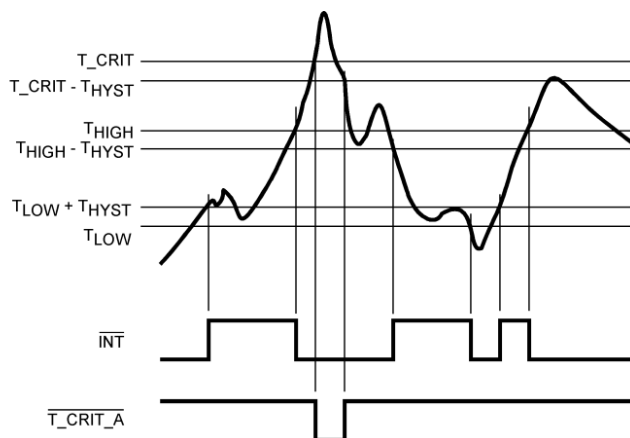 T_CRIT
T_CRIT - THYST
THIGH
THIGH - THYST
TLOW + THYST
TLOW
INT
T_CRIT_A